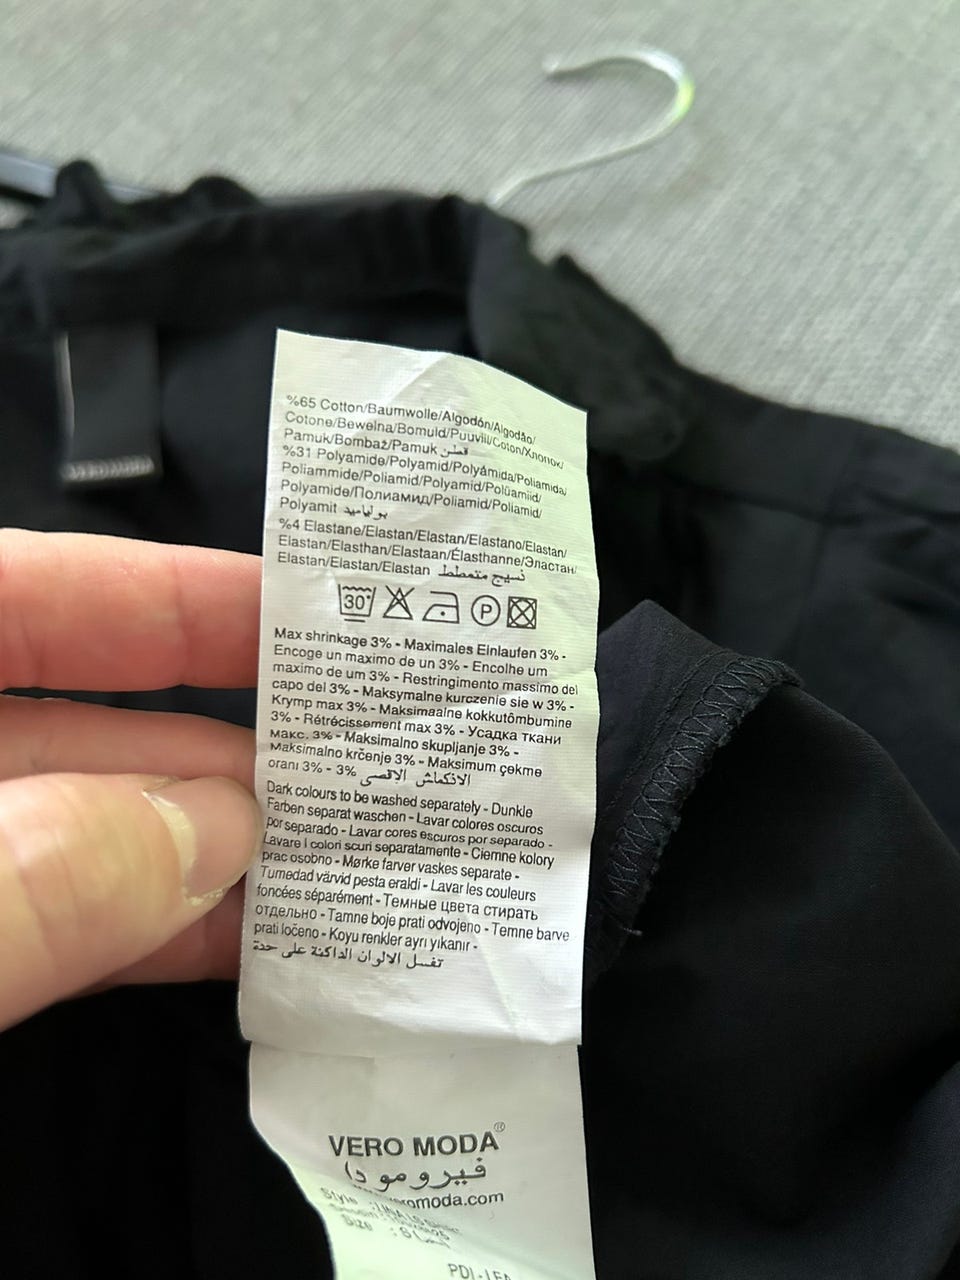 VERO MODA
%65 Cotton/Baumwolle/Algodón/Algodão/
Cotone/Bewelna/Bomuld/Puuvill/Coton/Хлопок/
Pamuk/Bombaž/Pamuk قطن
%31 Polyamide/Polyamid/Polyámida/Poliamida/
Poliammide/Poliamid/Polyamid/Polüamiid/
Polyamide/Полиамид/Poliamid/Poliamid/
Polyamit بولياميد
%4 Elastane/Elastan/Elastan/Elastano/Elastan/
Elastan/Elasthan/Elastaan/Élasthanne/Эластан/
Elastan/Elastan/Elastan نسيج متمطط
30° P
Max shrinkage 3% - Maximales Einlaufen 3% -
Encoge un maximo de un 3% - Encolhe um
maximo de um 3% - Restringimento massimo del
capo del 3% - Maksymalne kurczenie sie w 3% -
Krymp max 3% - Maksimaalne kokkutõmbumine
3% - Rétrécissement max 3% - Усадка ткани
макс. 3% - Maksimalno skupljanje 3% -
Maksimalno krčenje 3% - Maksimum çekme
oranı 3% - 3% الانكماش الاقصى
Dark colours to be washed separately - Dunkle
Farben separat waschen - Lavar colores oscuros
por separado - Lavar cores escuros por separado -
Lavare I colori scuri separatamente - Ciemne kolory
prac osobno - Mørke farver vaskes separate -
Tumedad värvid pesta eraldi - Lavar les couleurs
foncées séparément - Темные цвета стирать
отдельно - Tamne boje prati odvojeno - Temne barve
prati ločeno - Koyu renkler ayrı yıkanır -
تغسل الالوان الداكنة على حدة
VERO MODA®
فيرو مودا
Style :
Size : S